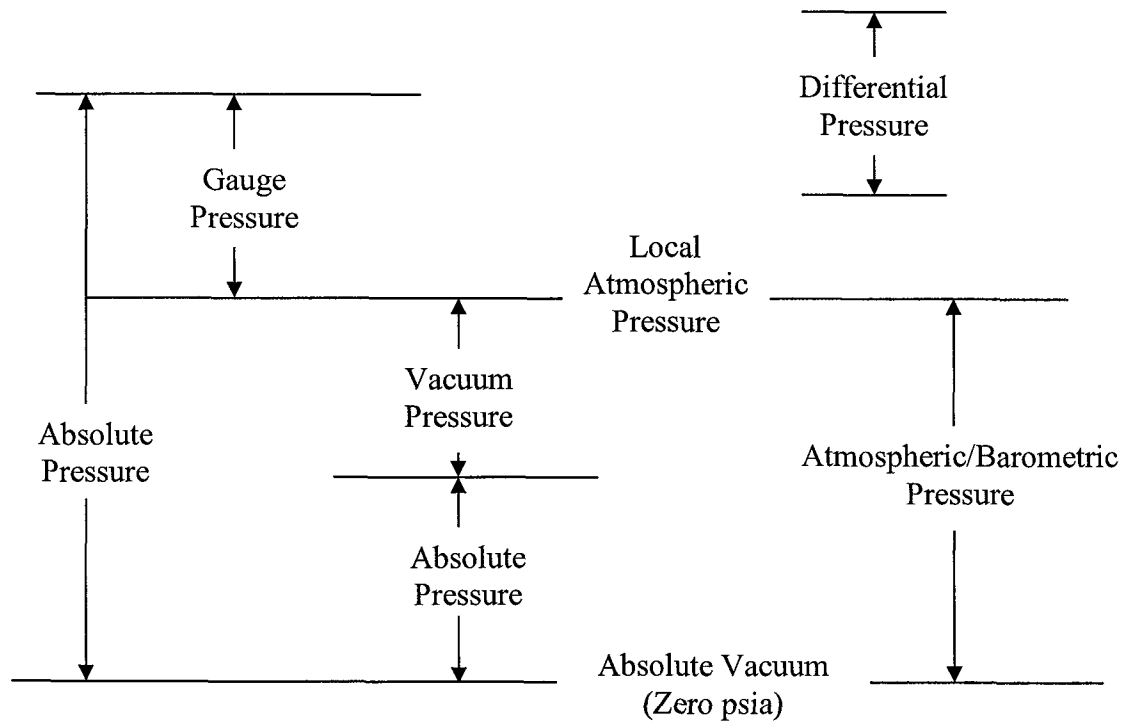 Differential
Pressure
Gauge
Pressure
Local
Atmospheric
Pressure
Vacuum
Pressure
Absolute
Pressure
Atmospheric/Barometric
Pressure
Absolute
Pressure
Absolute Vacuum
(Zero psia)